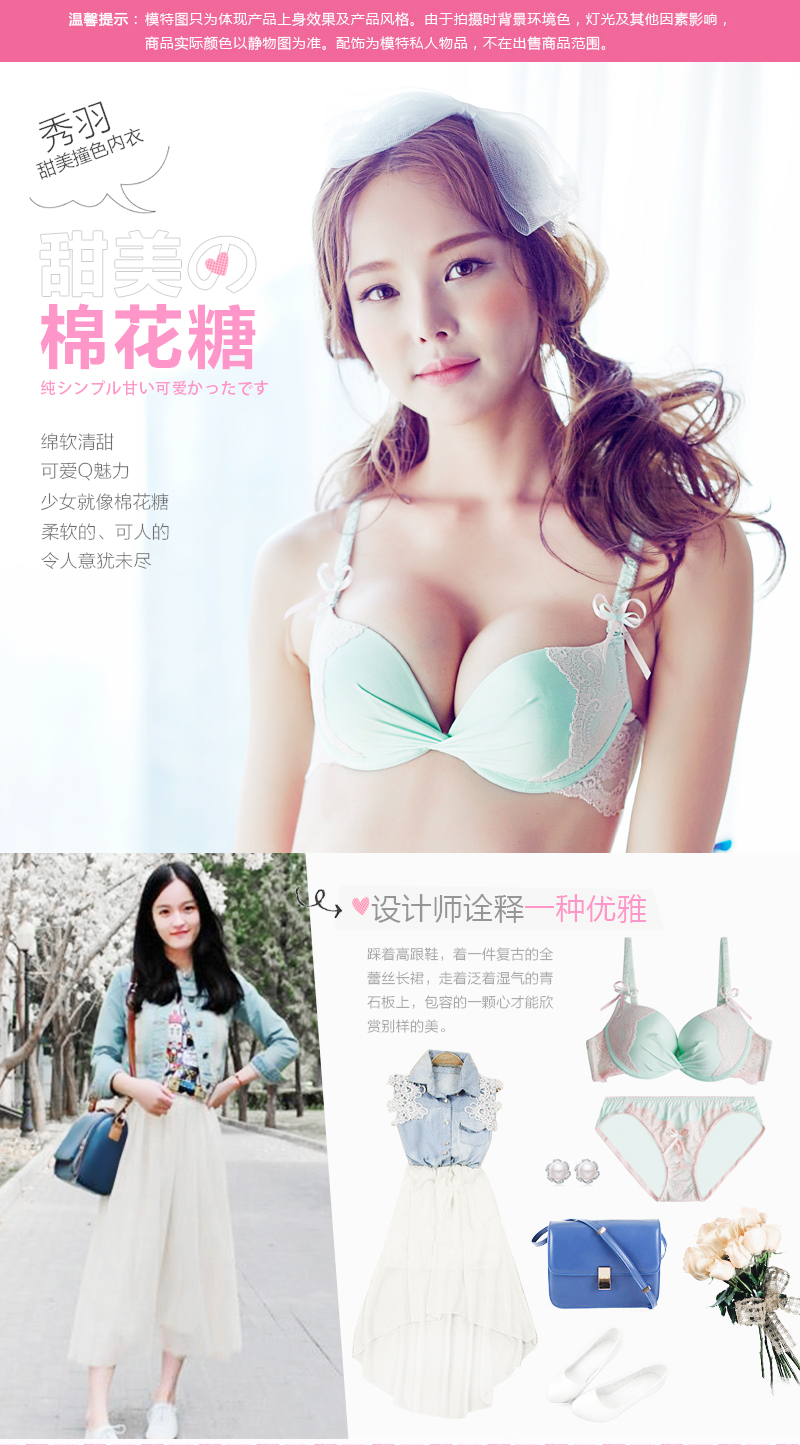 温馨提示：模特图只为体现产品上身效果及产品风格。由于拍摄时背景环境色，灯光及其他因素影响，
商品实际颜色以静物图为准。配饰为模特私人物品，不在出售商品范围。
秀羽
甜美撞色内衣
甜美の
棉花糖
纯シンプル甘い可爱かったです
绵软清甜
可爱Q魅力
少女就像棉花糖
柔软的、可人的
令人意犹未尽
设计师诠释一种优雅
踩着高跟鞋，着一件复古的全
蕾丝长裙，走着泛着湿气的青
石板上，包容的一颗心才能欣
赏别样的美。